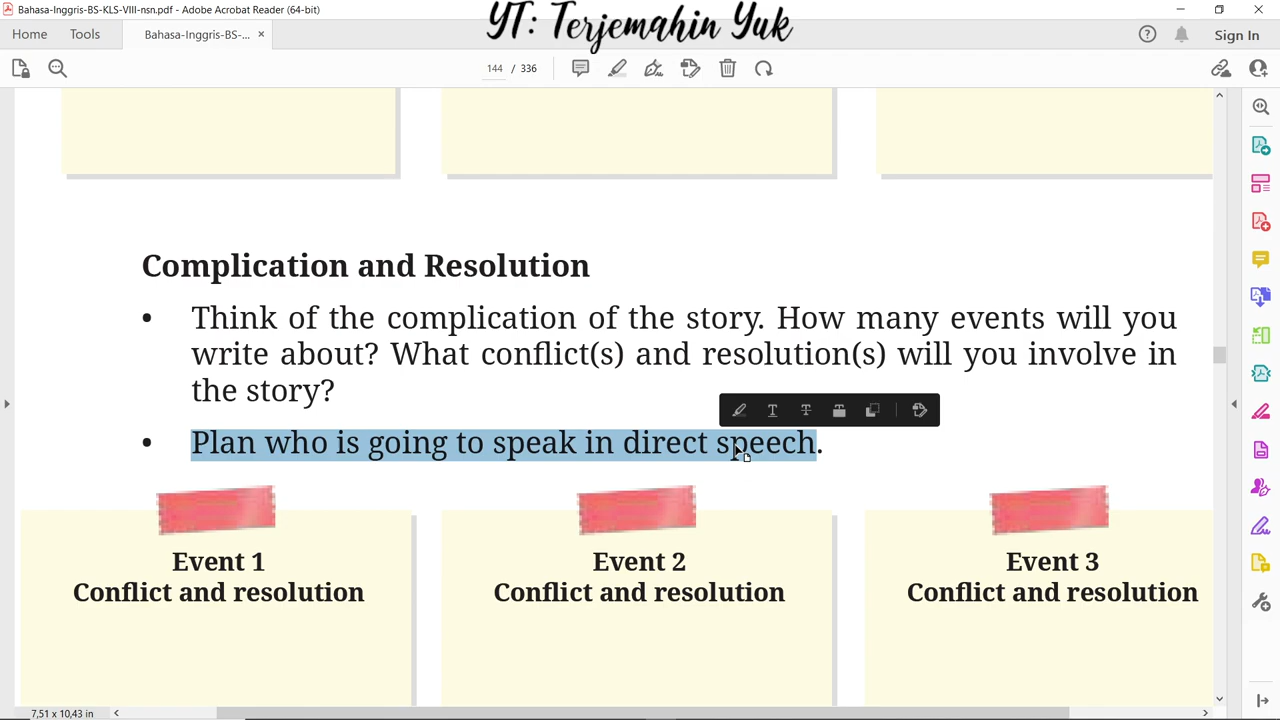 Bahasa-Inggris-BS-KLS-VIII-nsn.pdf - Adobe Acrobat Reader (64-bit)
YT: Terjemahin Yuk
Home Tools Bahasa-Inggris-BS-... × Sign In
144 / 336
Complication and Resolution
• Think of the complication of the story. How many events will you
write about? What conflict(s) and resolution(s) will you involve in
the story?
• Plan who is going to speak in direct speech.
Event 1
Conflict and resolution
Event 2
Conflict and resolution
Event 3
Conflict and resolution
7,51 x 10,43 in